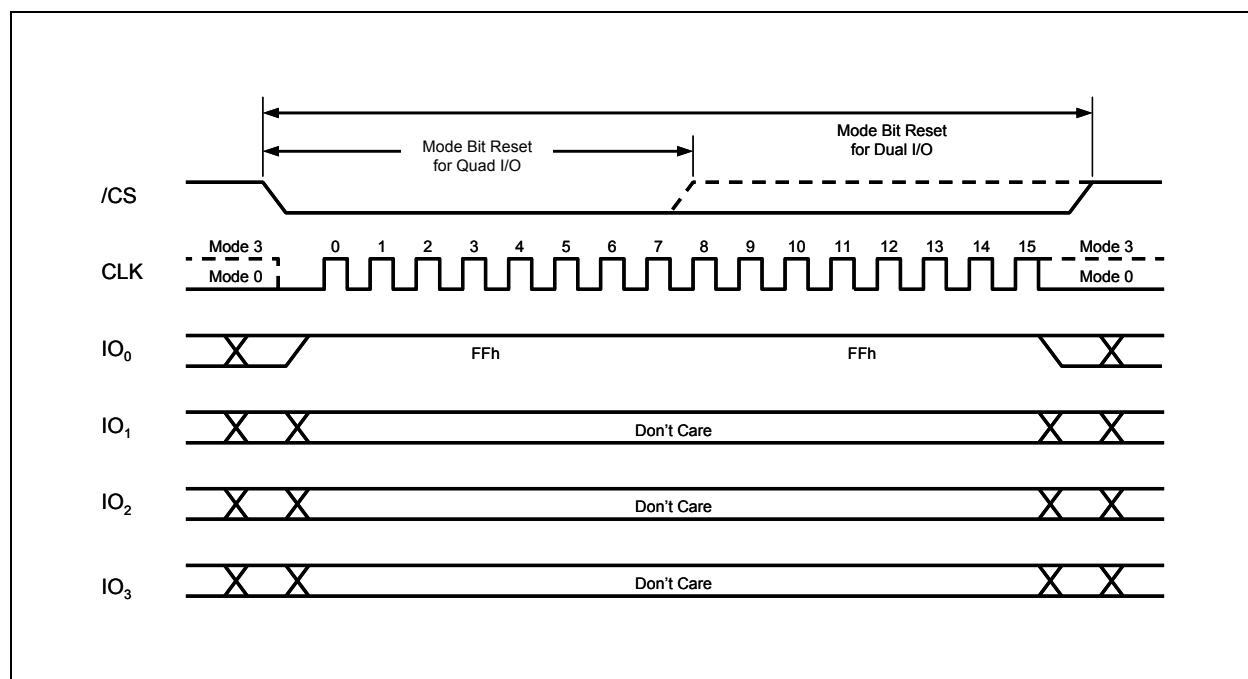 Mode Bit Reset
for Dual I/O
Mode Bit Reset
for Quad I/O
/CS
Mode 3
0 1 2 3 4 5 6 7 8 9 10 11 12 13 14 15
Mode 3
CLK
Mode 0
Mode 0
IO₀
FFh
FFh
IO₁
Don't Care
IO₂
Don't Care
IO₃
Don't Care